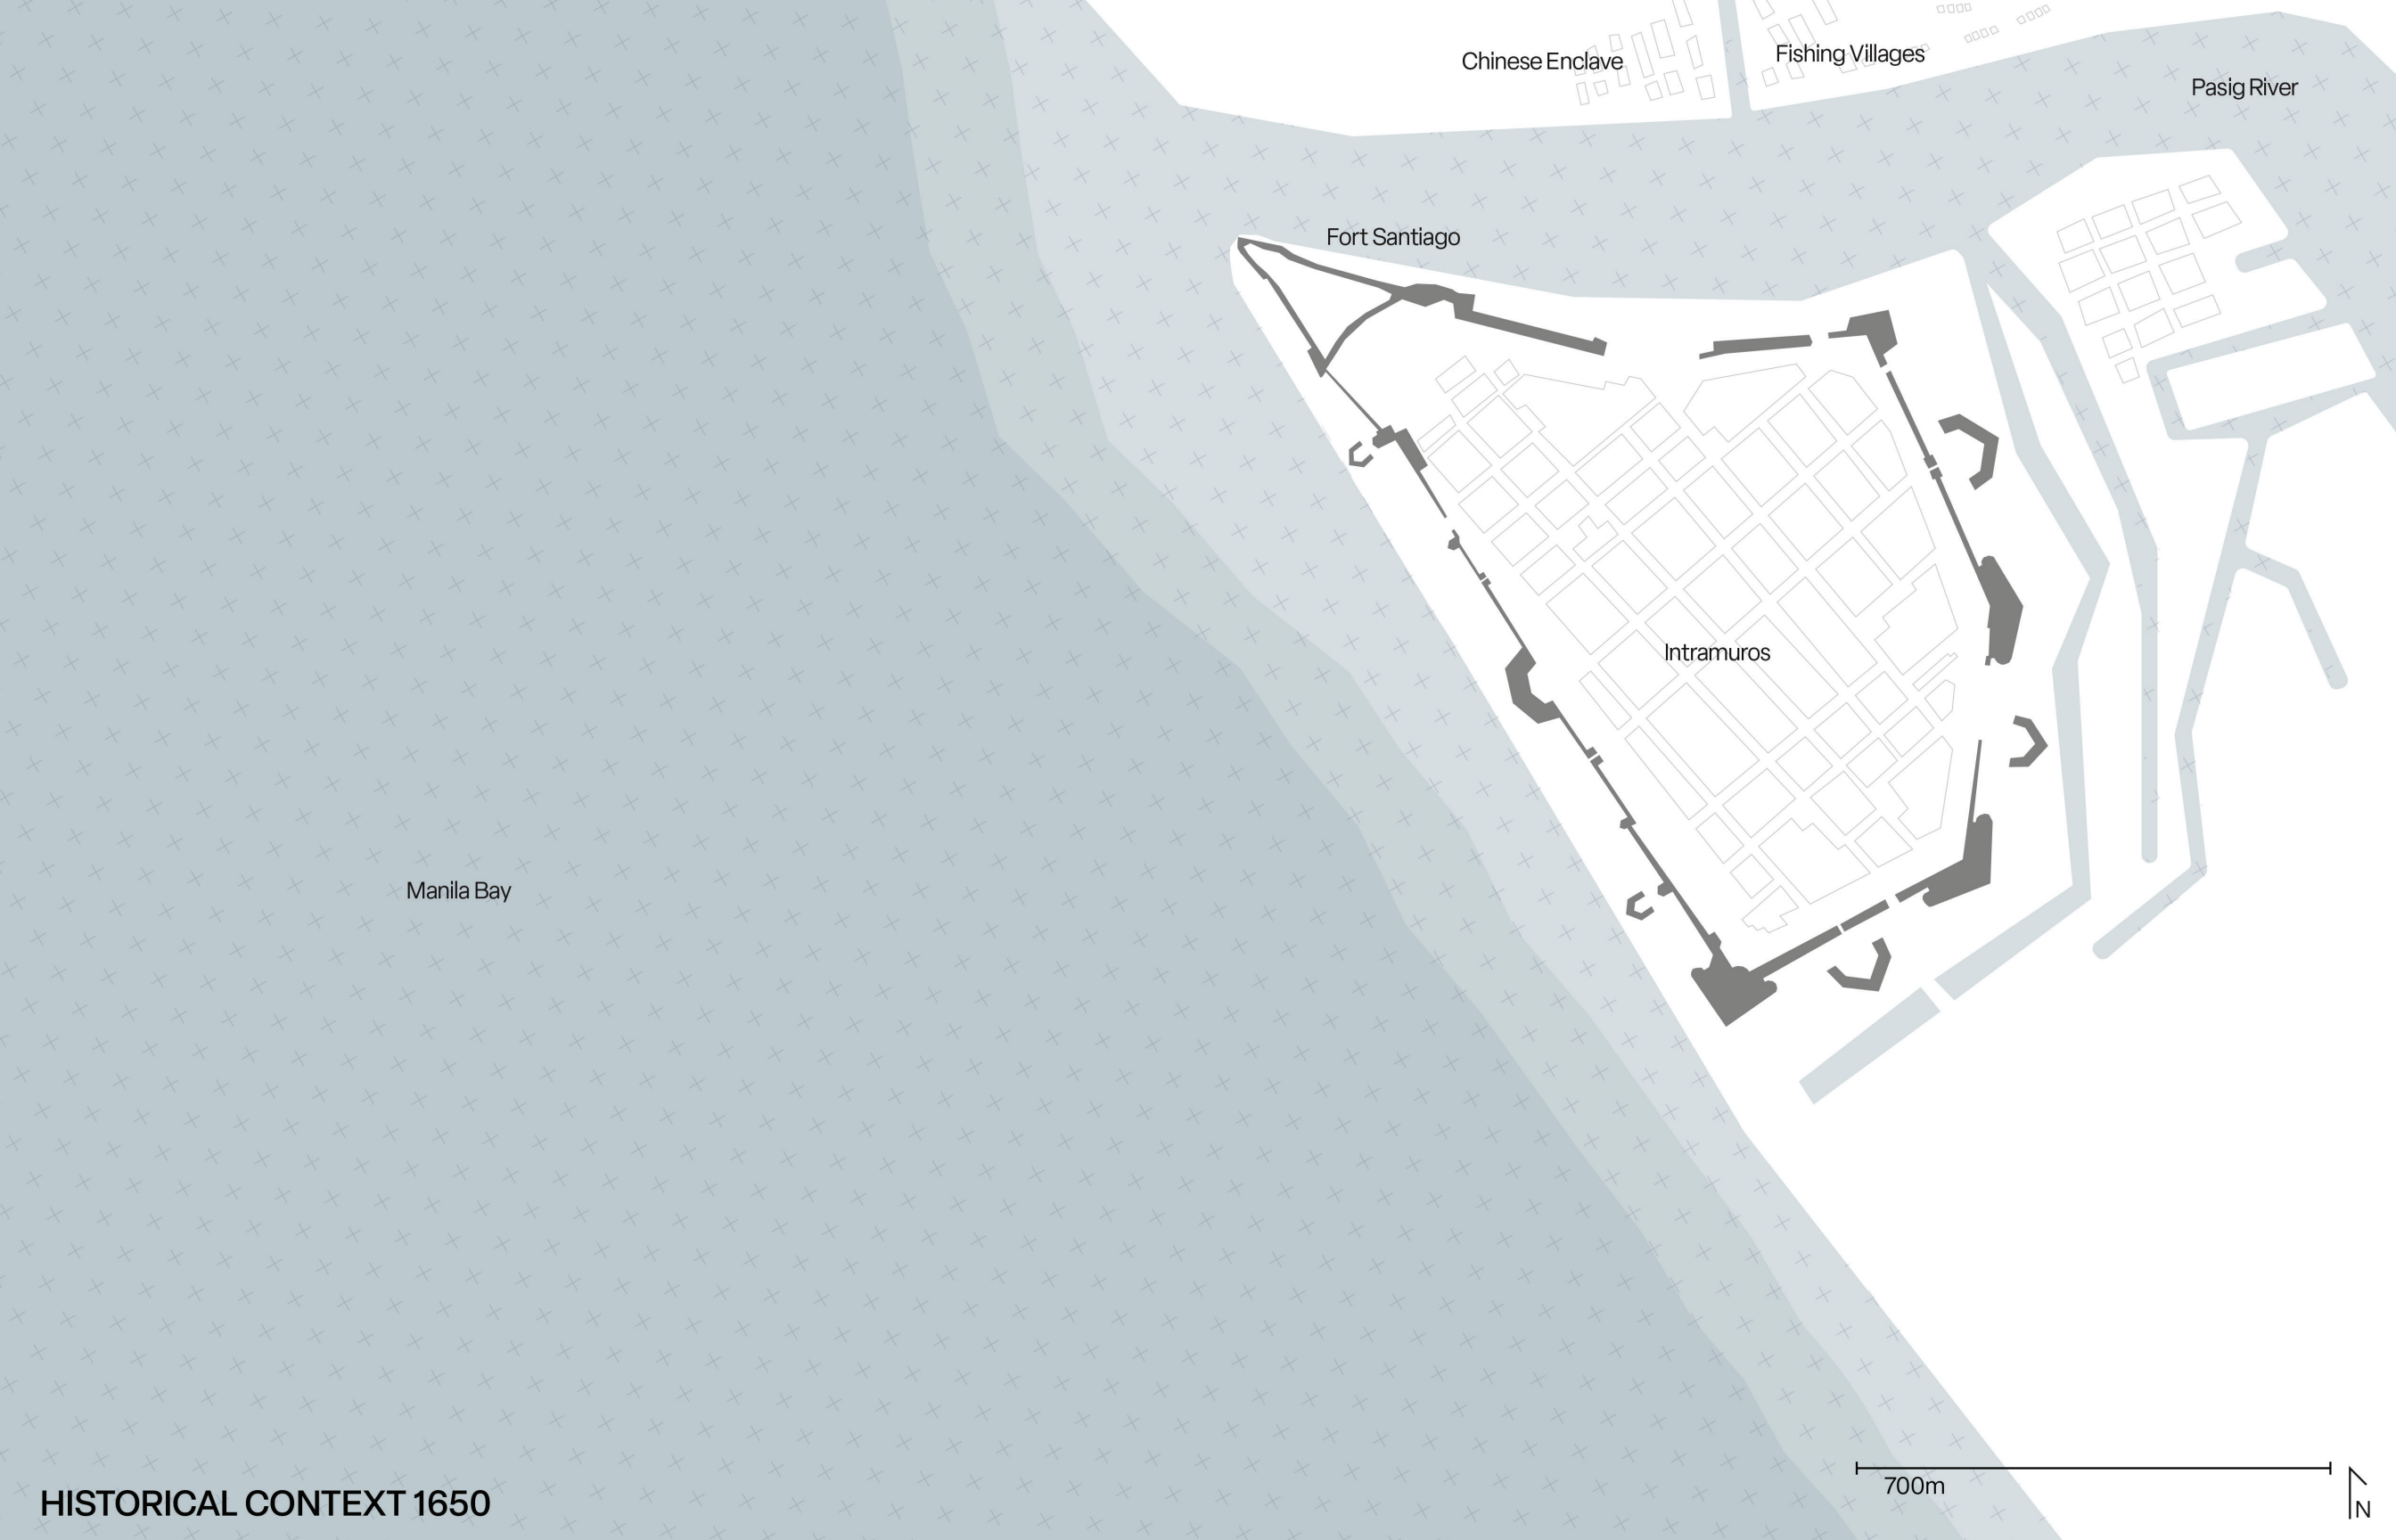 Chinese Enclave
Fishing Villages
Pasig River
Fort Santiago
Intramuros
Manila Bay
700m
N
HISTORICAL CONTEXT 1650